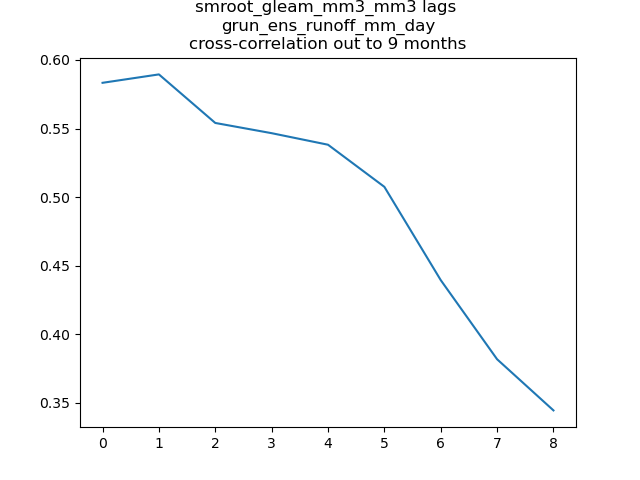 smroot_gleam_mm3_mm3 lags
grun_ens_runoff_mm_day
cross-correlation out to 9 months
0.60
0.55
0.50
0.45
0.40
0.35
0 1 2 3 4 5 6 7 8